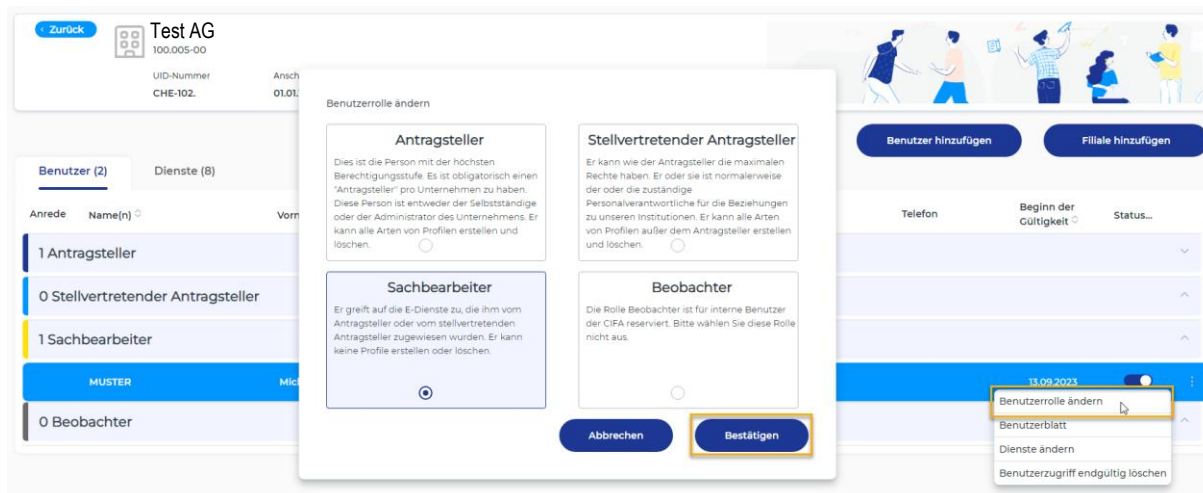 ‹ Zurück
Test AG
100.005-00
UID-Nummer
Ansch
CHE-102.
01.01.
Benutzer hinzufügen
Filiale hinzufügen
Benutzer (2)
Dienste (8)
Anrede
Name(n)
Vorn
Telefon
Beginn der
Gültigkeit
Status...
1 Antragsteller
0 Stellvertretender Antragsteller
1 Sachbearbeiter
MUSTER
Mich
13.09.2023
0 Beobachter
Benutzerrolle ändern
Antragsteller
Dies ist die Person mit der höchsten
Berechtigungsstufe. Es ist obligatorisch einen
"Antragsteller" pro Unternehmen zu haben.
Diese Person ist entweder der Selbstständige
oder der Administrator des Unternehmens. Er
kann alle Arten von Profilen erstellen und
löschen.
Stellvertretender Antragsteller
Er kann wie der Antragsteller die maximalen
Rechte haben. Er oder sie ist normalerweise
der oder die zuständige
Personalverantwortliche für die Beziehungen
zu unseren Institutionen. Er kann alle Arten
von Profilen außer dem Antragsteller erstellen
und löschen.
Sachbearbeiter
Er greift auf die E-Dienste zu, die ihm vom
Antragsteller oder vom stellvertretenden
Antragsteller zugewiesen wurden. Er kann
keine Profile erstellen oder löschen.
Beobachter
Die Rolle Beobachter ist für interne Benutzer
der CIFA reserviert. Bitte wählen Sie diese Rolle
nicht aus.
Abbrechen
Bestätigen
Benutzerrolle ändern
Benutzerblatt
Dienste ändern
Benutzerzugriff endgültig löschen